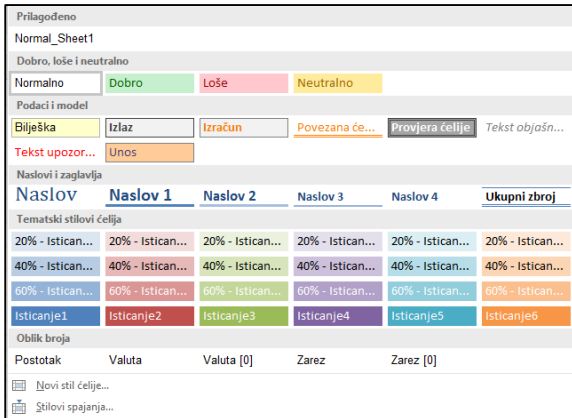 Prilagođeno
Normal_Sheet1
Dobro, loše i neutralno
Normalno Dobro Loše Neutralno
Podaci i model
Bilješka Izlaz Izračun Povezana će... Provjera ćelije Tekst objašn...
Tekst upozor... Unos
Naslovi i zaglavlja
Naslov Naslov 1 Naslov 2 Naslov 3 Naslov 4 Ukupni zbroj
Tematski stilovi ćelija
20% - Istican... 20% - Istican... 20% - Istican... 20% - Istican... 20% - Istican... 20% - Istican...
40% - Istican... 40% - Istican... 40% - Istican... 40% - Istican... 40% - Istican... 40% - Istican...
60% - Istican... 60% - Istican... 60% - Istican... 60% - Istican... 60% - Istican... 60% - Istican...
Isticanje1 Isticanje2 Isticanje3 Isticanje4 Isticanje5 Isticanje6
Oblik broja
Postotak Valuta Valuta [0] Zarez Zarez [0]
Novi stil ćelije...
Stilovi spajanja...